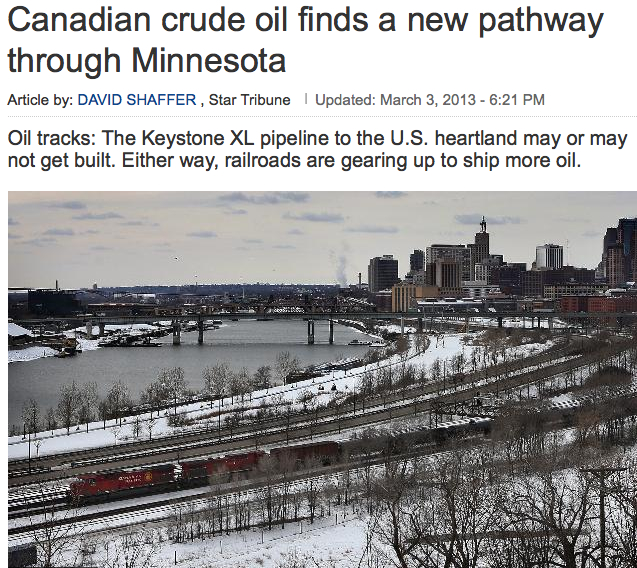 Canadian crude oil finds a new pathway
through Minnesota
Article by: DAVID SHAFFER , Star Tribune | Updated: March 3, 2013 - 6:21 PM
Oil tracks: The Keystone XL pipeline to the U.S. heartland may or may
not get built. Either way, railroads are gearing up to ship more oil.